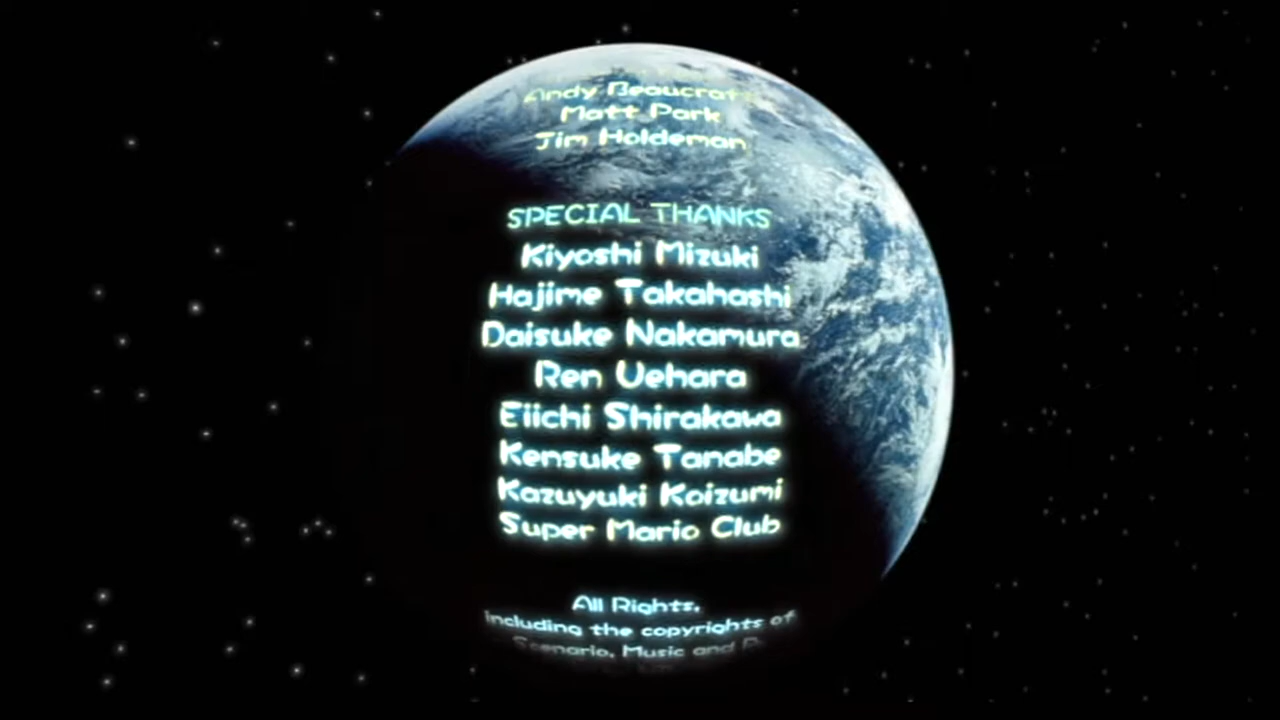 Andy Beaucraft
Matt Park
Jim Holdeman
SPECIAL THANKS
Kiyoshi Mizuki
Hajime Takahashi
Daisuke Nakamura
Ren Uehara
Eiichi Shirakawa
Kensuke Tanabe
Kazuyuki Koizumi
Super Mario Club
All Rights,
including the copyrights of
Scenario, Music and